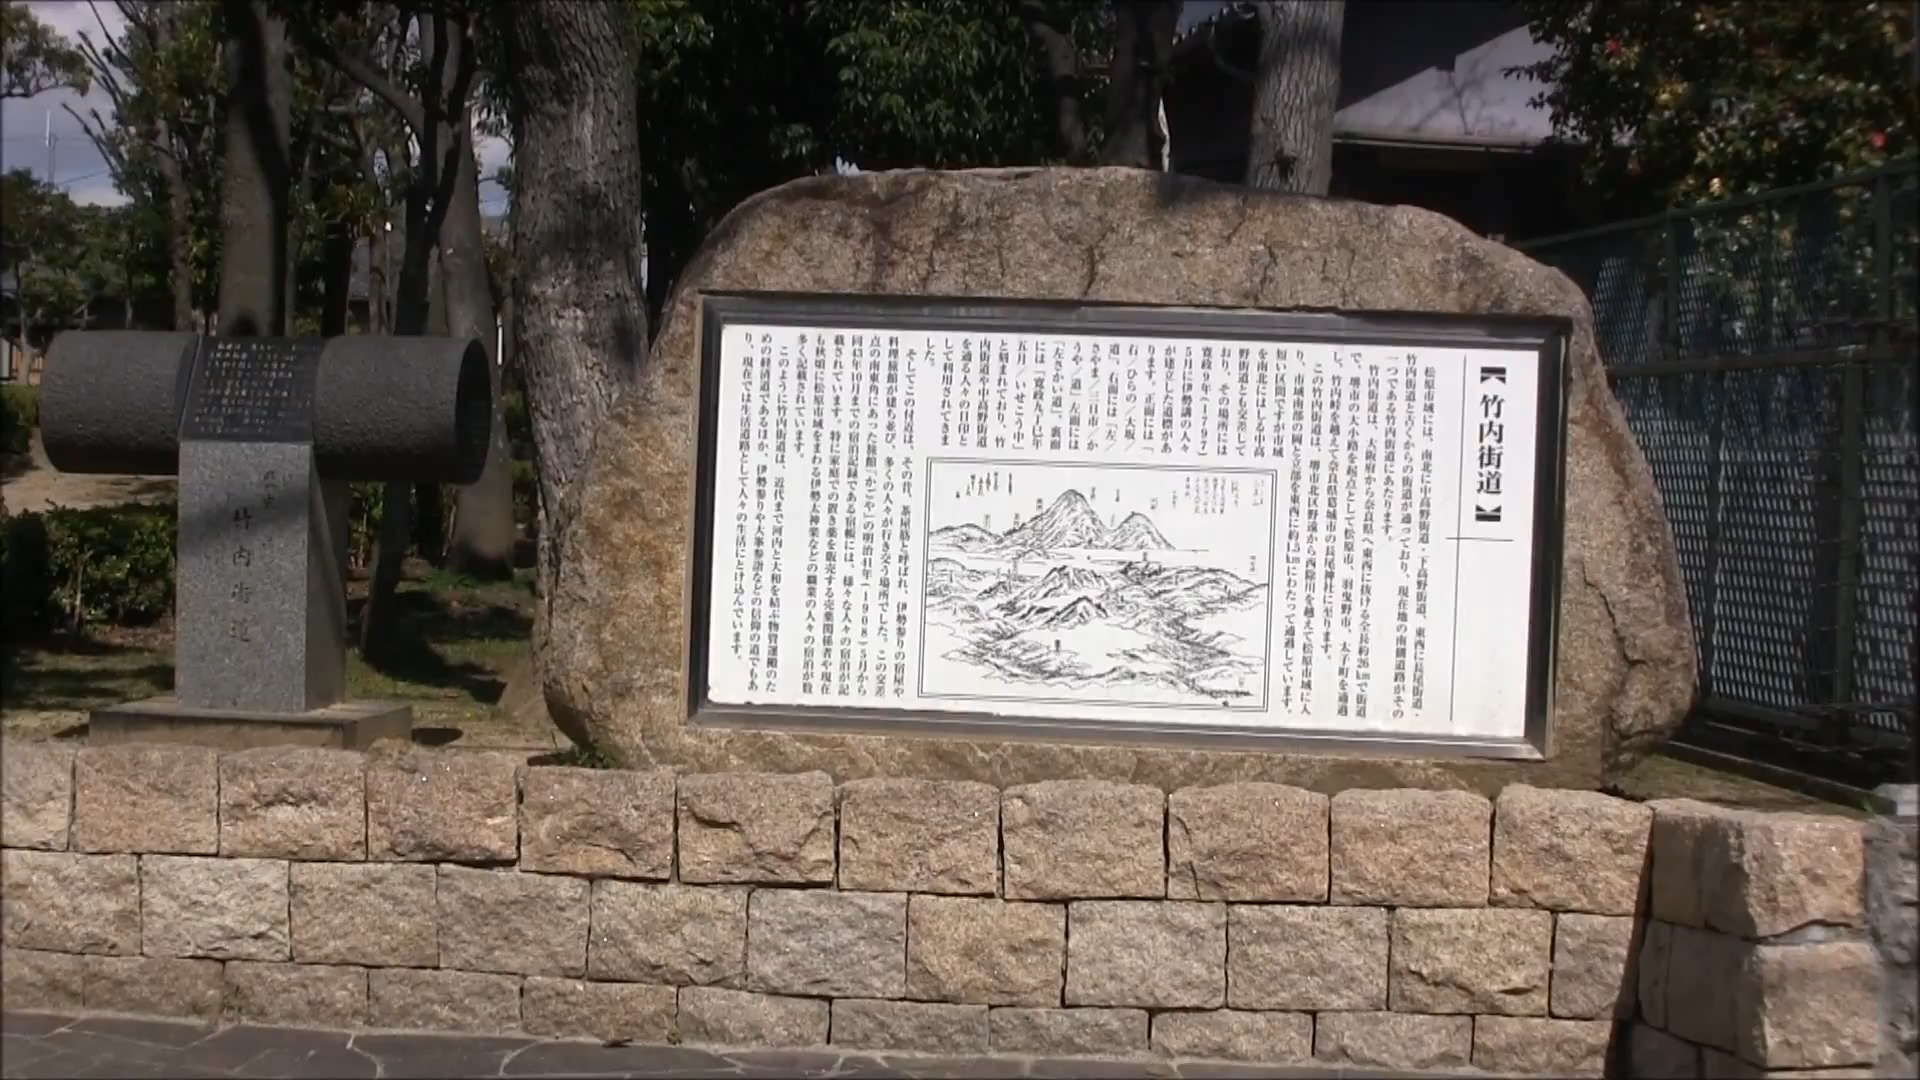 【竹内街道】
松原市域には、南北に中高野街道・下高野街道、東西に長尾街道・
竹内街道と古くからの街道が通っており、現在地の南側道路がその
一つである竹内街道にあたります。
竹内街道は、大阪府から奈良県へ東西に抜ける全長約26kmで街道
で、堺市の大小路を起点として松原市、羽曳野市、太子町を通過
し、竹内峠を越えて奈良県葛城市の長尾神社に至ります。
この竹内街道は、堺市北区野遠から西除川を越えて松原市域に入
り、市域南部の岡と立部を東西に約1.5kmにわたって通過しています。
短い区間ですが市域
を南北にはしる中高
野街道とも交差して
おり、その場所には
寛政9年(1797)
5月に伊勢講の人々
が建立した道標があ
ります。正面には「
右/ひらの/大坂/
道」、右面には「左/
さやま/三日市/か
うや/道」左面には
「左さかい道」、裏面
には「寛政九丁巳年
五月/いせこう中」
と刻まれており、竹
内街道や中高野街道
を通る人々の目印と
して利用されてきま
した。
そしてこの付近は、その昔、茶屋筋と呼ばれ、伊勢参りの宿屋や
料理旅館が建ち並び、多くの人々が行き交う場所でした。この交差
点の南東角にあった旅館「かごや」の明治41年(1908)5月から
同43年10月までの宿泊記録である宿帳には、様々な人々の宿泊が記
載されています。特に家庭での置き薬を販売する売薬関係者や現在
も秋頃に松原市域をまわる伊勢太神楽などの職業の人々の宿泊が数
多く記載されています。
このように竹内街道は、近代まで河内と大和を結ぶ物資運搬のた
めの経済道であるほか、伊勢参りや大峯参詣などの信仰の道でもあ
り、現在では生活道路として人々の生活にとけ込んでいます。
竹内街道